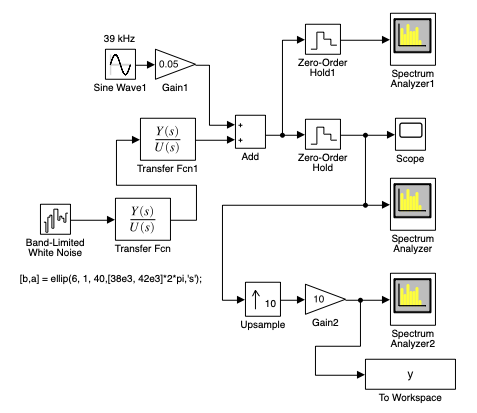 39 kHz
Sine Wave1
0.05
Gain1
Zero-Order
Hold1
Spectrum
Analyzer1
Y(s)
U(s)
Transfer Fcn1
+
+
Add
Zero-Order
Hold
Scope
Band-Limited
White Noise
Y(s)
U(s)
Transfer Fcn
Spectrum
Analyzer
[b,a] = ellip(6, 1, 40,[38e3, 42e3]*2*pi,'s');
10
Upsample
10
Gain2
Spectrum
Analyzer2
y
To Workspace